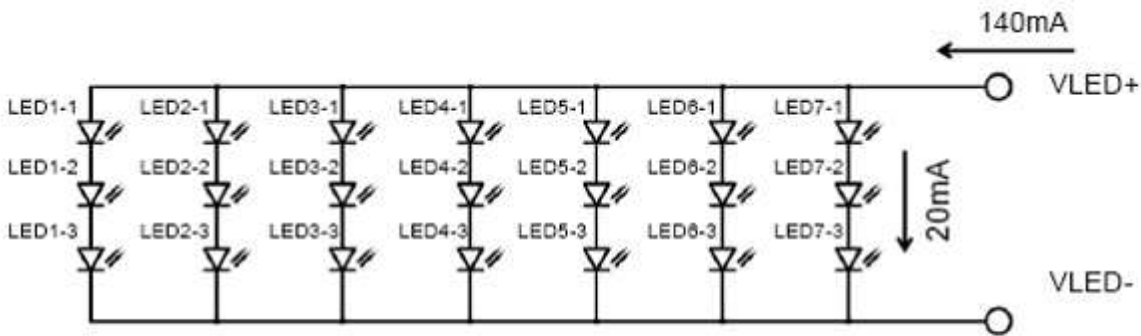 140mA
VLED+
LED1-1 LED2-1 LED3-1 LED4-1 LED5-1 LED6-1 LED7-1
LED1-2 LED2-2 LED3-2 LED4-2 LED5-2 LED6-2 LED7-2
20mA
LED1-3 LED2-3 LED3-3 LED4-3 LED5-3 LED6-3 LED7-3
VLED-